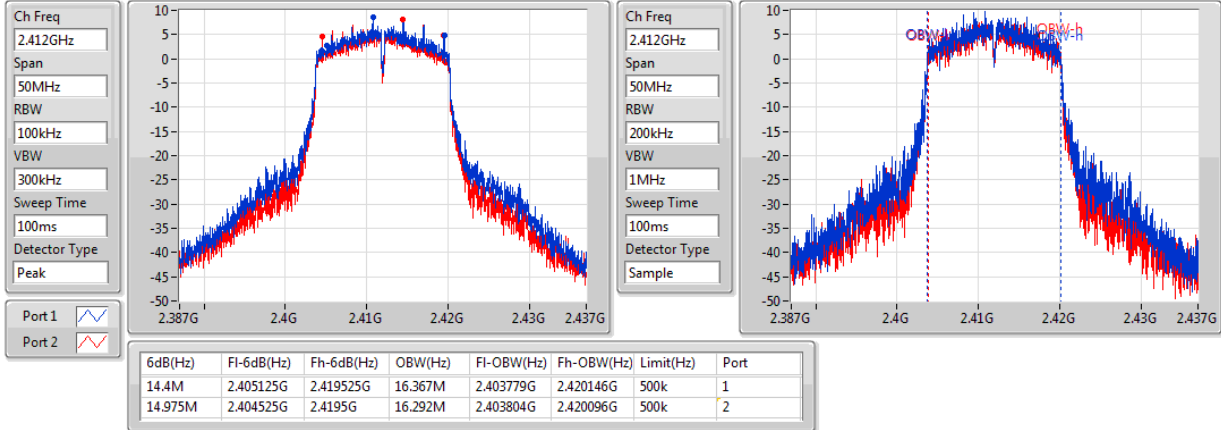 Ch Freq
2.412GHz
Span
50MHz
RBW
100kHz
VBW
300kHz
Sweep Time
100ms
Detector Type
Peak
Port 1
Port 2
10
5
0
-5
-10
-15
-20
-25
-30
-35
-40
-45
-50
2.387G 2.4G 2.41G 2.42G 2.43G 2.437G
Ch Freq
2.412GHz
Span
50MHz
RBW
200kHz
VBW
1MHz
Sweep Time
100ms
Detector Type
Sample
10
5
0
-5
-10
-15
-20
-25
-30
-35
-40
-45
-50
OBW-h
2.387G 2.4G 2.41G 2.42G 2.43G 2.437G
6dB(Hz) Fl-6dB(Hz) Fh-6dB(Hz) OBW(Hz) Fl-OBW(Hz) Fh-OBW(Hz) Limit(Hz) Port
14.4M 2.405125G 2.419525G 16.367M 2.403779G 2.420146G 500k 1
14.975M 2.404525G 2.4195G 16.292M 2.403804G 2.420096G 500k 2